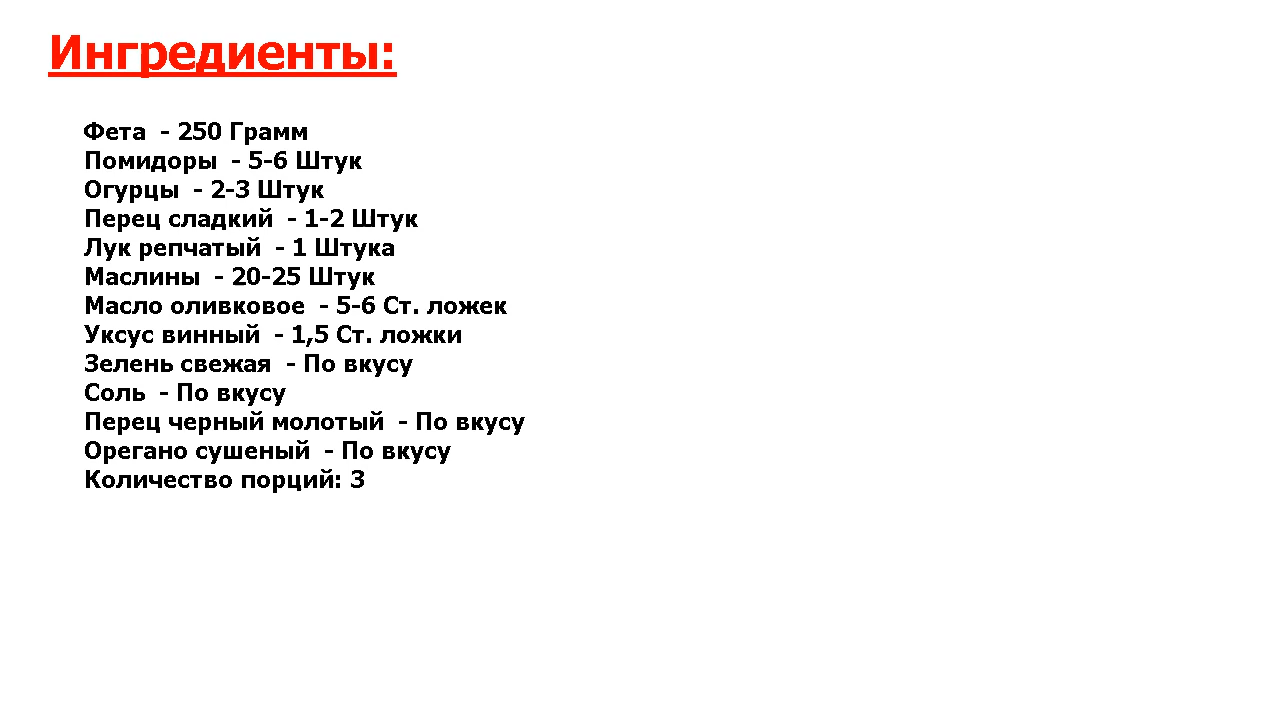 Ингредиенты:
Фета  - 250 Грамм
Помидоры  - 5-6 Штук
Огурцы  - 2-3 Штук
Перец сладкий  - 1-2 Штук
Лук репчатый  - 1 Штука
Маслины  - 20-25 Штук
Масло оливковое  - 5-6 Ст. ложек
Уксус винный  - 1,5 Ст. ложки
Зелень свежая  - По вкусу
Соль  - По вкусу
Перец черный молотый  - По вкусу
Орегано сушеный  - По вкусу
Количество порций: 3